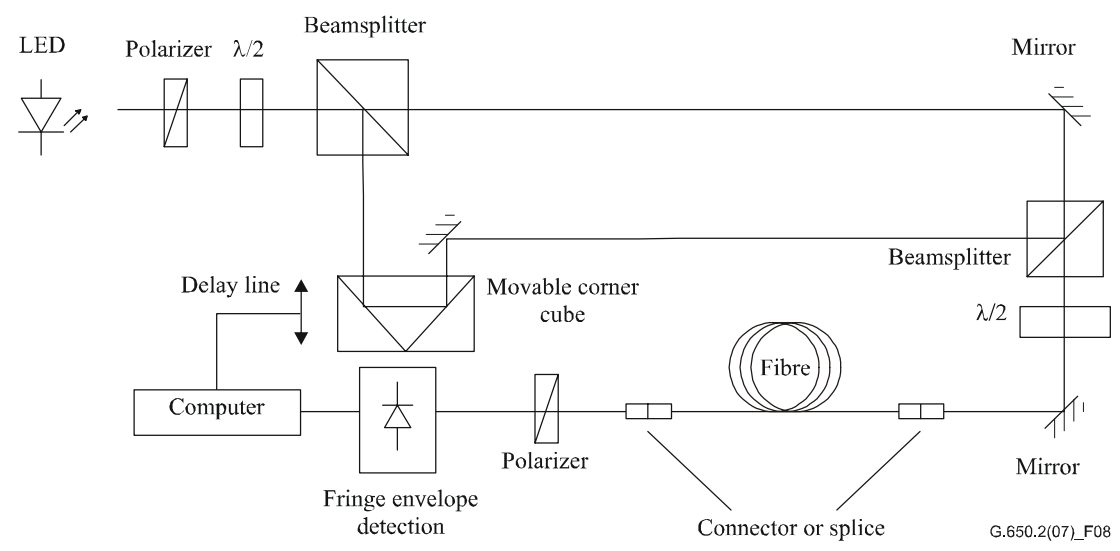 Beamsplitter
LED
Polarizer
λ/2
Mirror
Beamsplitter
Delay line
Movable corner
cube
λ/2
Fibre
Computer
Polarizer
Mirror
Fringe envelope
detection
Connector or splice
G.650.2(07)_F08